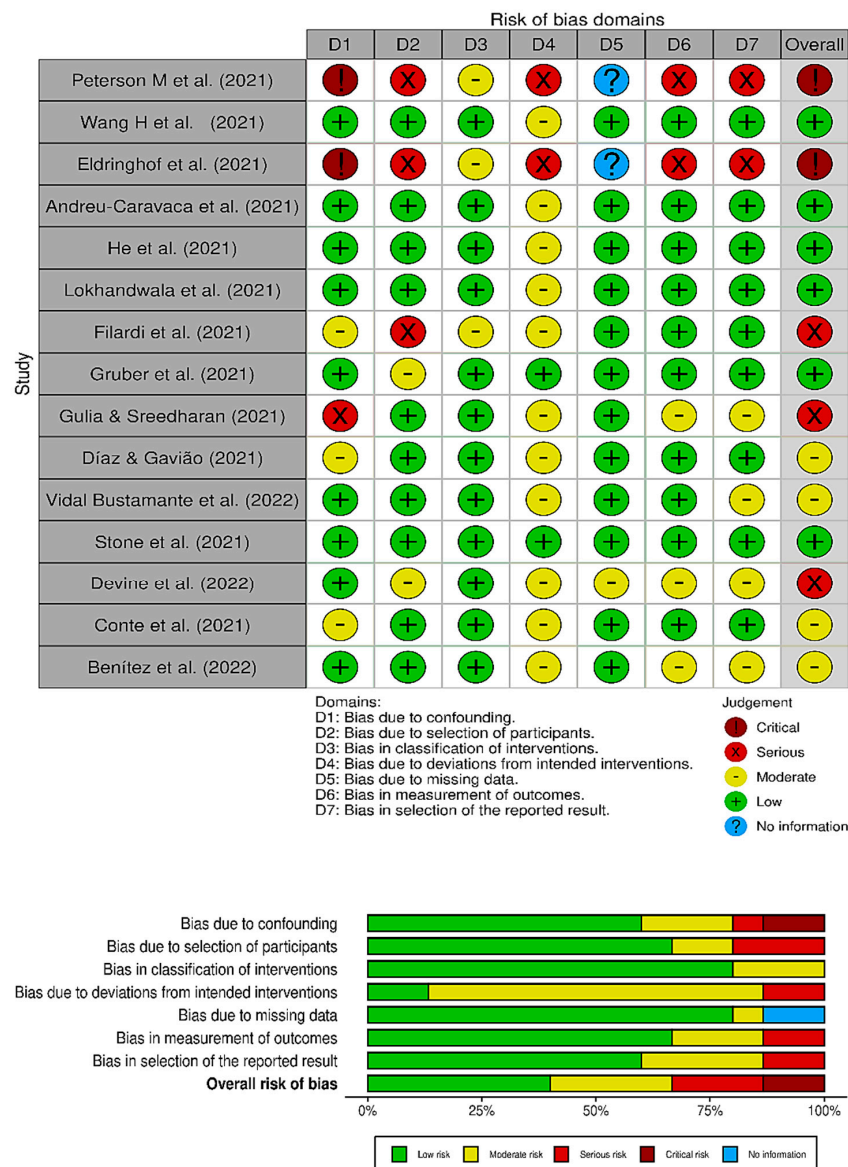 Risk of bias domains
D1 D2 D3 D4 D5 D6 D7 Overall
Study
Peterson M et al. (2021) ! X - X ? X X !
Wang H et al. (2021) + + + - + + + +
Eldringhof et al. (2021) ! X - X ? X X !
Andreu-Caravaca et al. (2021) + + + - + + + +
He et al. (2021) + + + - + + + +
Lokhandwala et al. (2021) + + + - + + + +
Filardi et al. (2021) - X - - + + + X
Gruber et al. (2021) + - + + + + + +
Gulia & Sreedharan (2021) X + + - + - - X
Díaz & Gavião (2021) - + + - + + + -
Vidal Bustamante et al. (2022) + + + - + + - -
Stone et al. (2021) + + + + + + + +
Devine et al. (2022) + - + - - - - X
Conte et al. (2021) - + + - + + + -
Benítez et al. (2022) + + + - + - - -
Domains:
D1: Bias due to confounding.
D2: Bias due to selection of participants.
D3: Bias in classification of interventions.
D4: Bias due to deviations from intended interventions.
D5: Bias due to missing data.
D6: Bias in measurement of outcomes.
D7: Bias in selection of the reported result.
Judgement
! Critical
X Serious
- Moderate
+ Low
? No information
Bias due to confounding
Bias due to selection of participants
Bias in classification of interventions
Bias due to deviations from intended interventions
Bias due to missing data
Bias in measurement of outcomes
Bias in selection of the reported result
Overall risk of bias
0% 25% 50% 75% 100%
Low risk Moderate risk Serious risk Critical risk No information